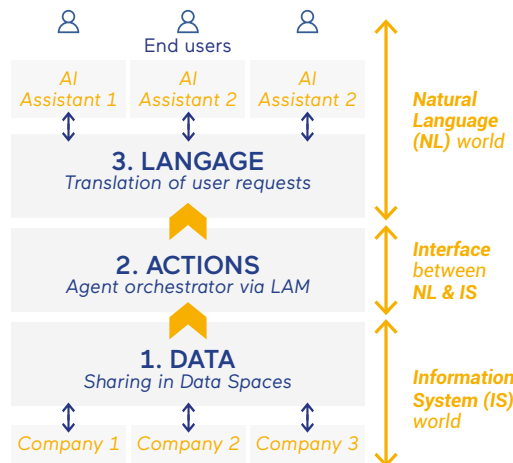 End users
AI
Assistant 1
AI
Assistant 2
AI
Assistant 2
3. LANGAGE
Translation of user requests
2. ACTIONS
Agent orchestrator via LAM
1. DATA
Sharing in Data Spaces
Company 1
Company 2
Company 3
Natural
Language
(NL) world
Interface
between
NL & IS
Information
System (IS)
world